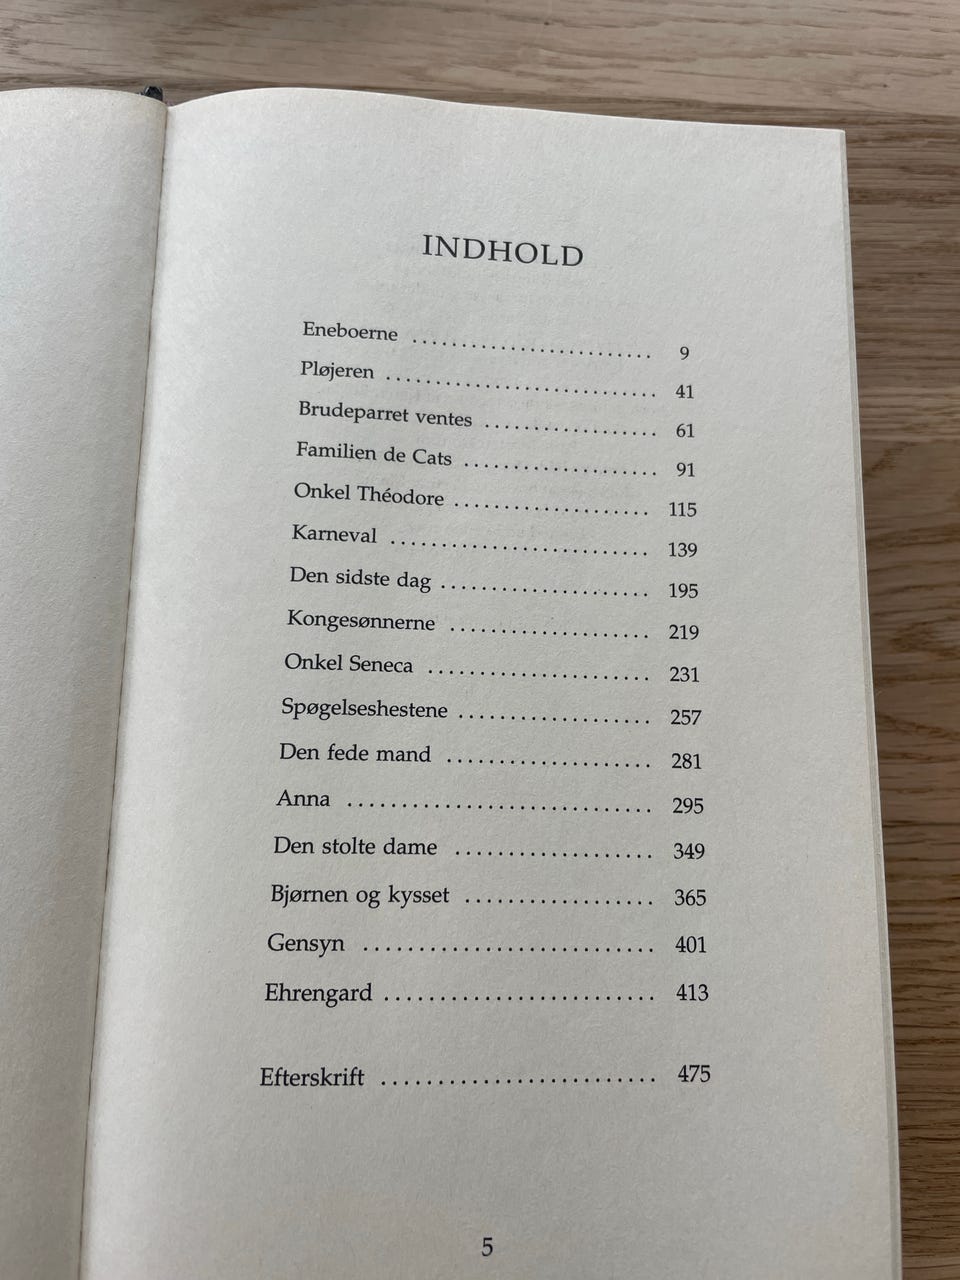 INDHOLD
Eneboerne ........................ 9
Pløjeren ........................... 41
Brudeparret ventes .................. 61
Familien de Cats .................... 91
Onkel Théodore .................... 115
Karneval .......................... 139
Den sidste dag ..................... 195
Kongesønnerne .................... 219
Onkel Seneca ...................... 231
Spøgelseshestene ................... 257
Den fede mand .................... 281
Anna ............................. 295
Den stolte dame ................... 349
Bjørnen og kysset .................. 365
Gensyn ........................... 401
Ehrengard ......................... 413
Efterskrift ......................... 475
5